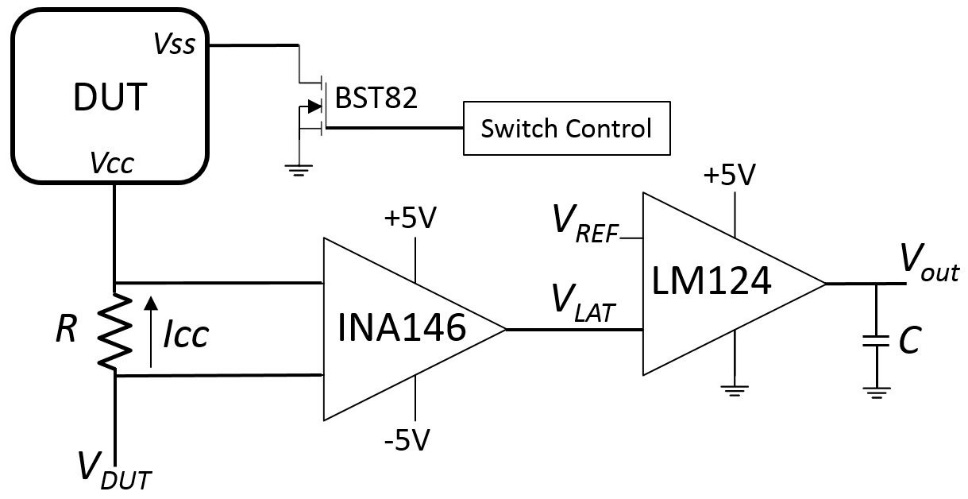 Vss
DUT
BST82
Switch Control
Vcc
+5V
+5V
VREF
LM124
Vout
R
Icc
INA146
VLAT
C
-5V
VDUT